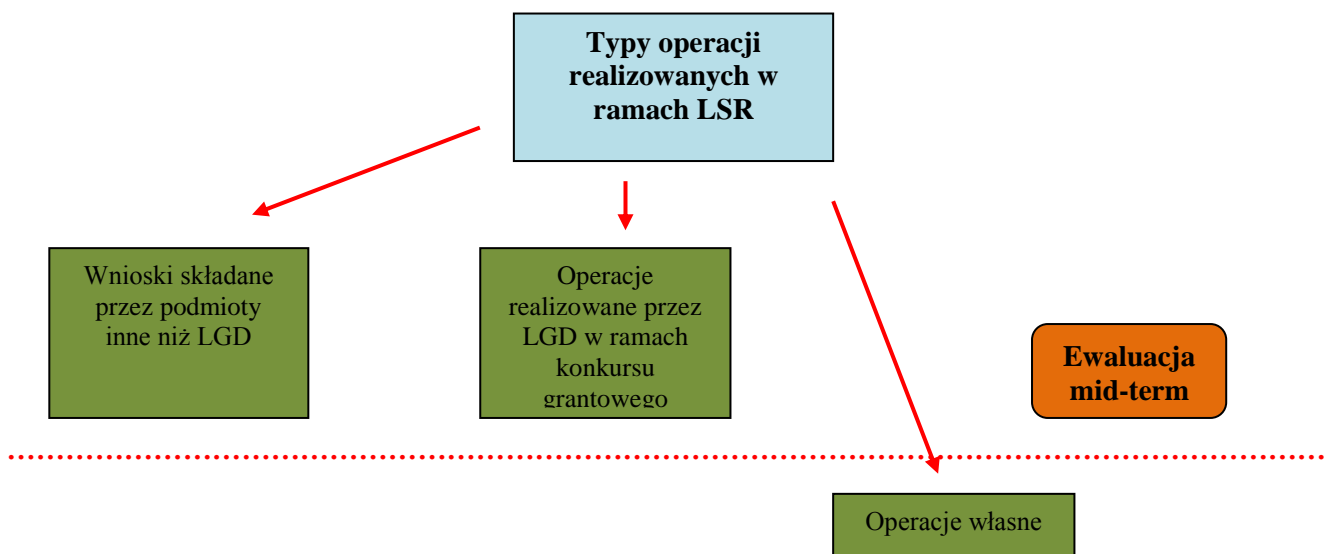 Typy operacji
realizowanych w
ramach LSR
Wnioski składane
przez podmioty
inne niż LGD
Operacje
realizowane przez
LGD w ramach
konkursu
grantowego
Ewaluacja
mid-term
Operacje własne